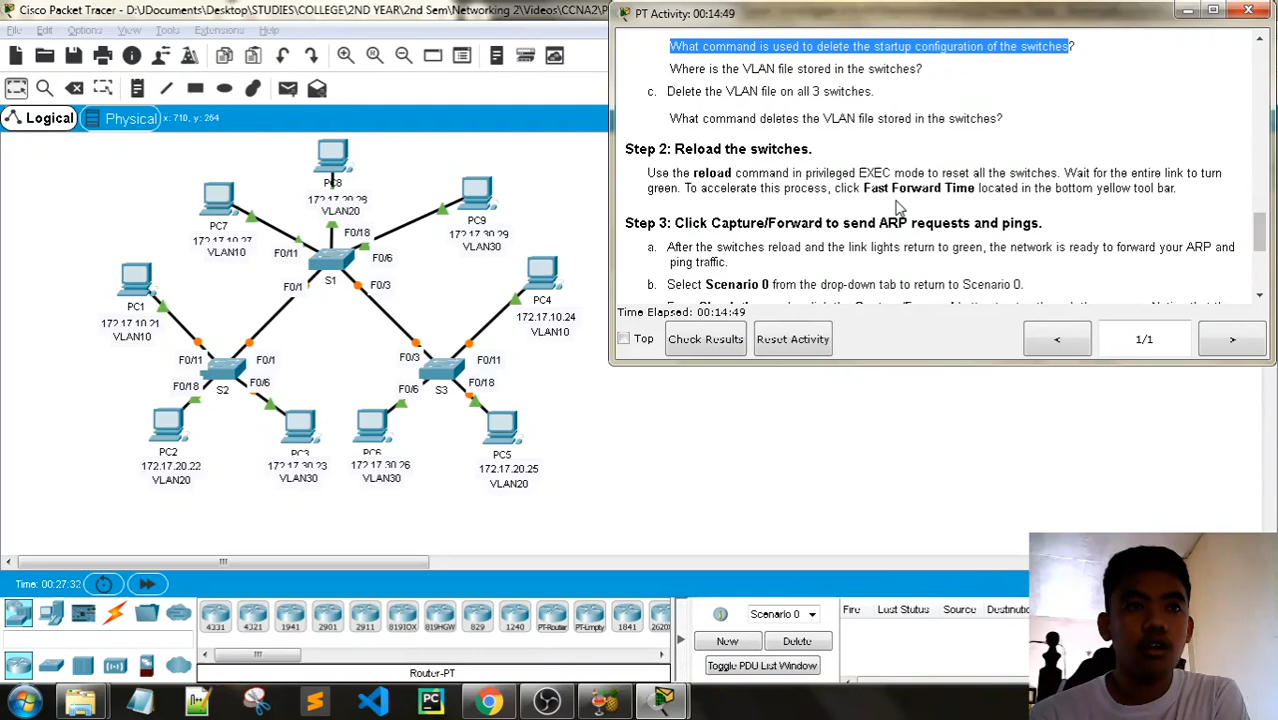 Cisco Packet Tracer - D:\JDocuments\Desktop\STUDIES\COLLEGE\2ND YEAR\2nd Sem\Networking 2\Videos\CCNA2\P
File Edit Options View Tools Extensions Help
Logical Physical x: 710, y: 264
PC8
172.17.20.28
VLAN20
PC7
172.17.10.27
VLAN10
PC9
172.17.30.29
VLAN30
F0/18
F0/11
F0/6
S1
F0/1
F0/3
PC1
172.17.10.21
VLAN10
PC4
172.17.10.24
VLAN10
F0/11
F0/1
F0/3
F0/11
F0/18
S2
F0/6
F0/6
S3
F0/18
PC2
172.17.20.22
VLAN20
PC3
172.17.30.23
VLAN30
PC6
172.17.30.26
VLAN30
PC5
172.17.20.25
VLAN20
PT Activity: 00:14:49
What command is used to delete the startup configuration of the switches?
Where is the VLAN file stored in the switches?
c. Delete the VLAN file on all 3 switches.
What command deletes the VLAN file stored in the switches?
Step 2: Reload the switches.
Use the reload command in privileged EXEC mode to reset all the switches. Wait for the entire link to turn
green. To accelerate this process, click Fast Forward Time located in the bottom yellow tool bar.
Step 3: Click Capture/Forward to send ARP requests and pings.
a. After the switches reload and the link lights return to green, the network is ready to forward your ARP and
ping traffic.
b. Select Scenario 0 from the drop-down tab to return to Scenario 0.
Time Elapsed: 00:14:49
Top Check Results Reset Activity < 1/1 >
Time: 00:27:32
4331 4321 1941 2901 2911 819IOX 819HGW 829 1240 PT-Router PT-Empty 1841 2620X
Router-PT
Scenario 0
New Delete
Toggle PDU List Window
Fire Last Status Source Destinatio